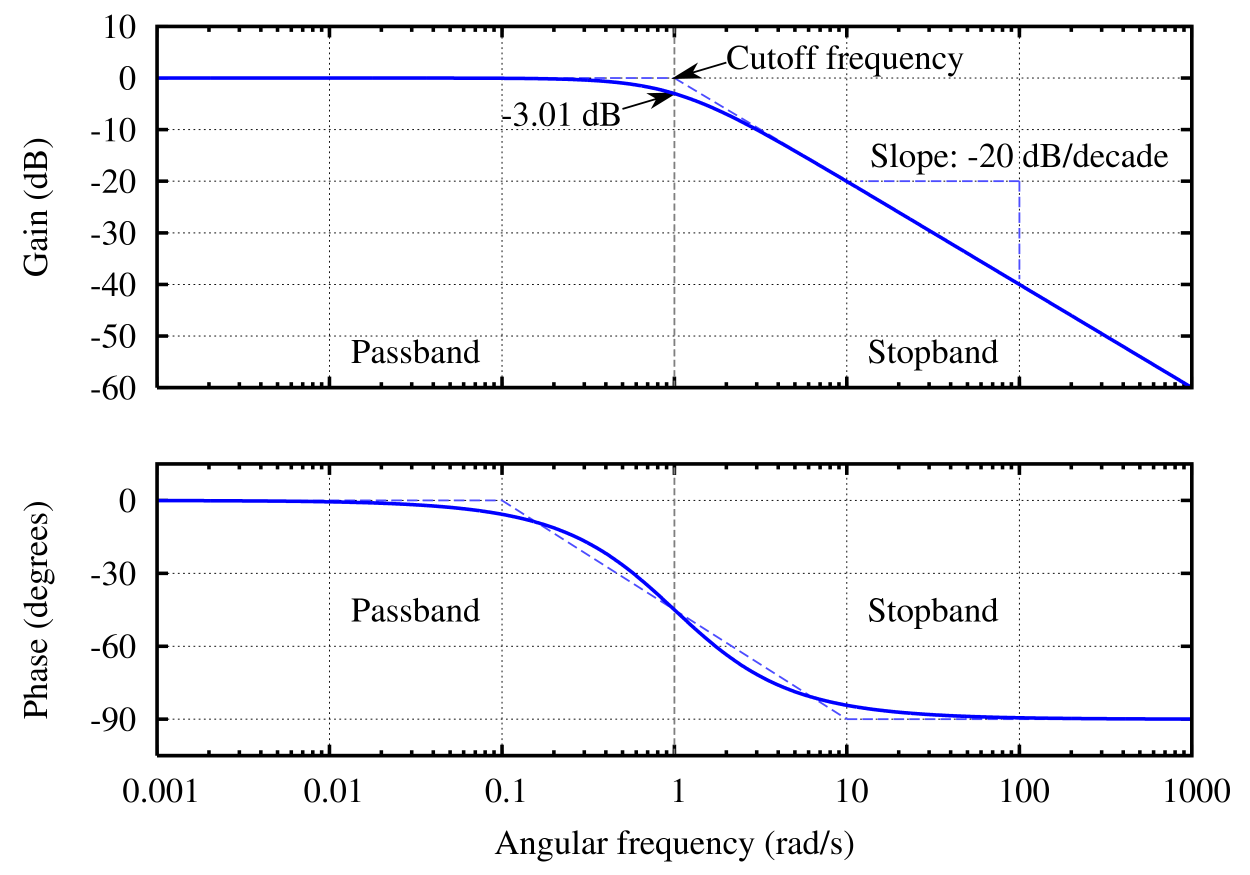 10
0
-10
-20
-30
-40
-50
-60
Gain (dB)
Cutoff frequency
-3.01 dB
Slope: -20 dB/decade
Passband
Stopband
0
-30
-60
-90
Phase (degrees)
Passband
Stopband
0.001 0.01 0.1 1 10 100 1000
Angular frequency (rad/s)